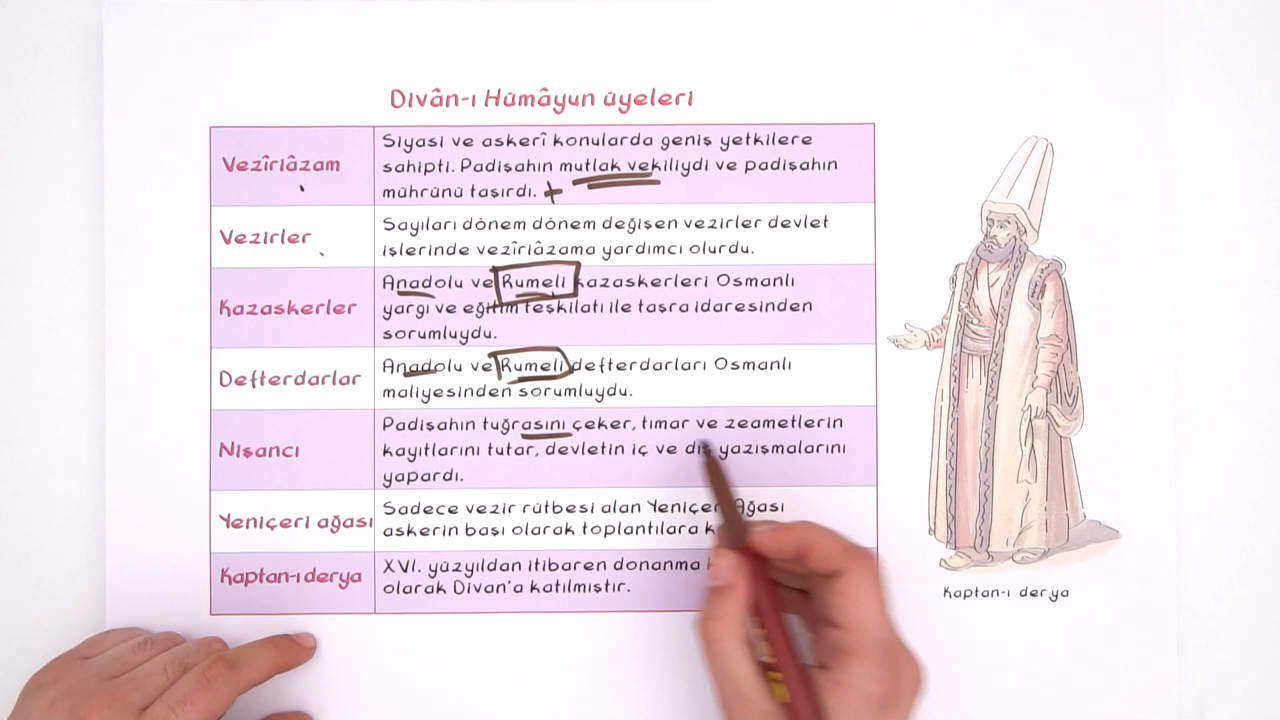 Divân-ı Hümâyun üyeleri
Vezîriâzam
Siyasi ve askerî konularda geniş yetkilere
sahipti. Padişahın mutlak vekiliydi ve padişahın
mührünü taşırdı. +
Vezirler
Sayıları dönem dönem değişen vezirler devlet
işlerinde vezîriâzama yardımcı olurdu.
Kazaskerler
Anadolu ve Rumeli kazaskerleri Osmanlı
yargı ve eğitim teşkilatı ile taşra idaresinden
sorumluydu.
Defterdarlar
Anadolu ve Rumeli defterdarları Osmanlı
maliyesinden sorumluydu.
Nişancı
Padişahın tuğrasını çeker, tımar ve zeametlerin
kayıtlarını tutar, devletin iç ve dış yazışmalarını
yapardı.
Yeniçeri ağası
Sadece vezir rütbesi alan Yeniçeri Ağası
askerin başı olarak toplantılara
Kaptan-ı derya
XVI. yüzyıldan itibaren donanma
olarak Divan'a katılmıştır.
Kaptan-ı derya